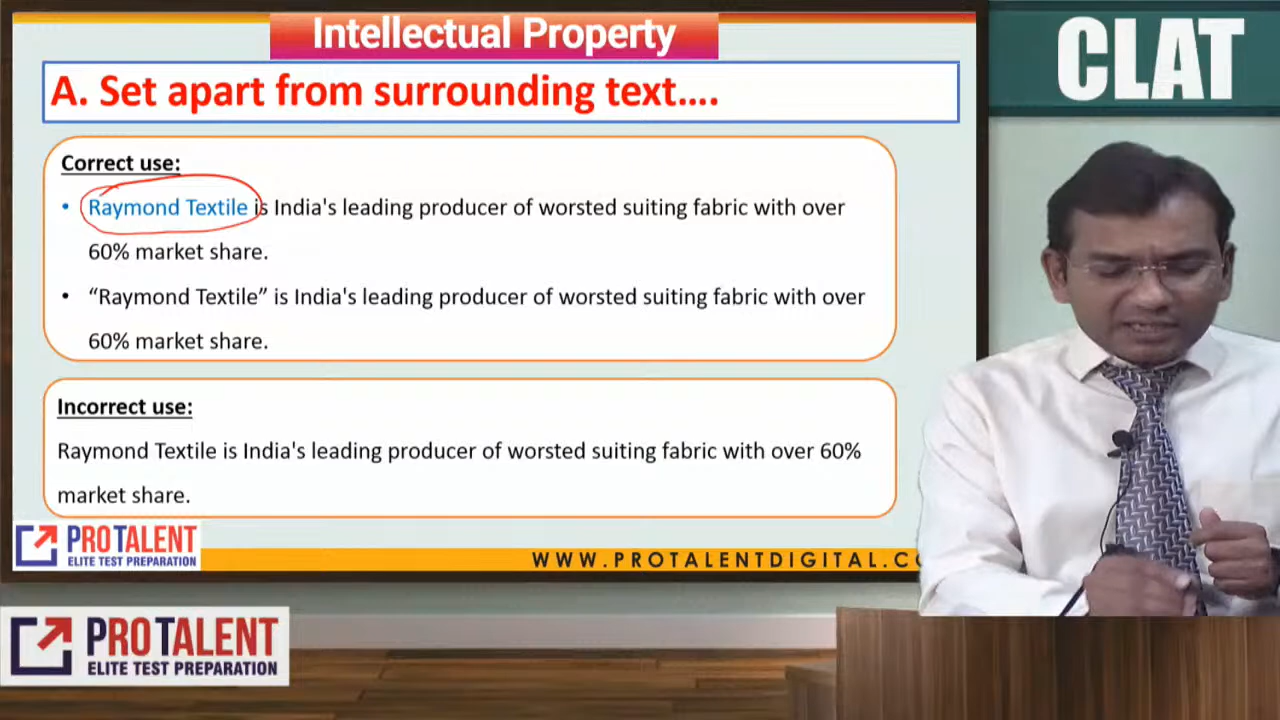 Intellectual Property
CLAT
A. Set apart from surrounding text....
Correct use:
• Raymond Textile is India's leading producer of worsted suiting fabric with over
60% market share.
• “Raymond Textile” is India's leading producer of worsted suiting fabric with over
60% market share.
Incorrect use:
Raymond Textile is India's leading producer of worsted suiting fabric with over 60%
market share.
PROTALENT
ELITE TEST PREPARATION
WWW.PROTALENTDIGITAL.CO
PROTALENT
ELITE TEST PREPARATION